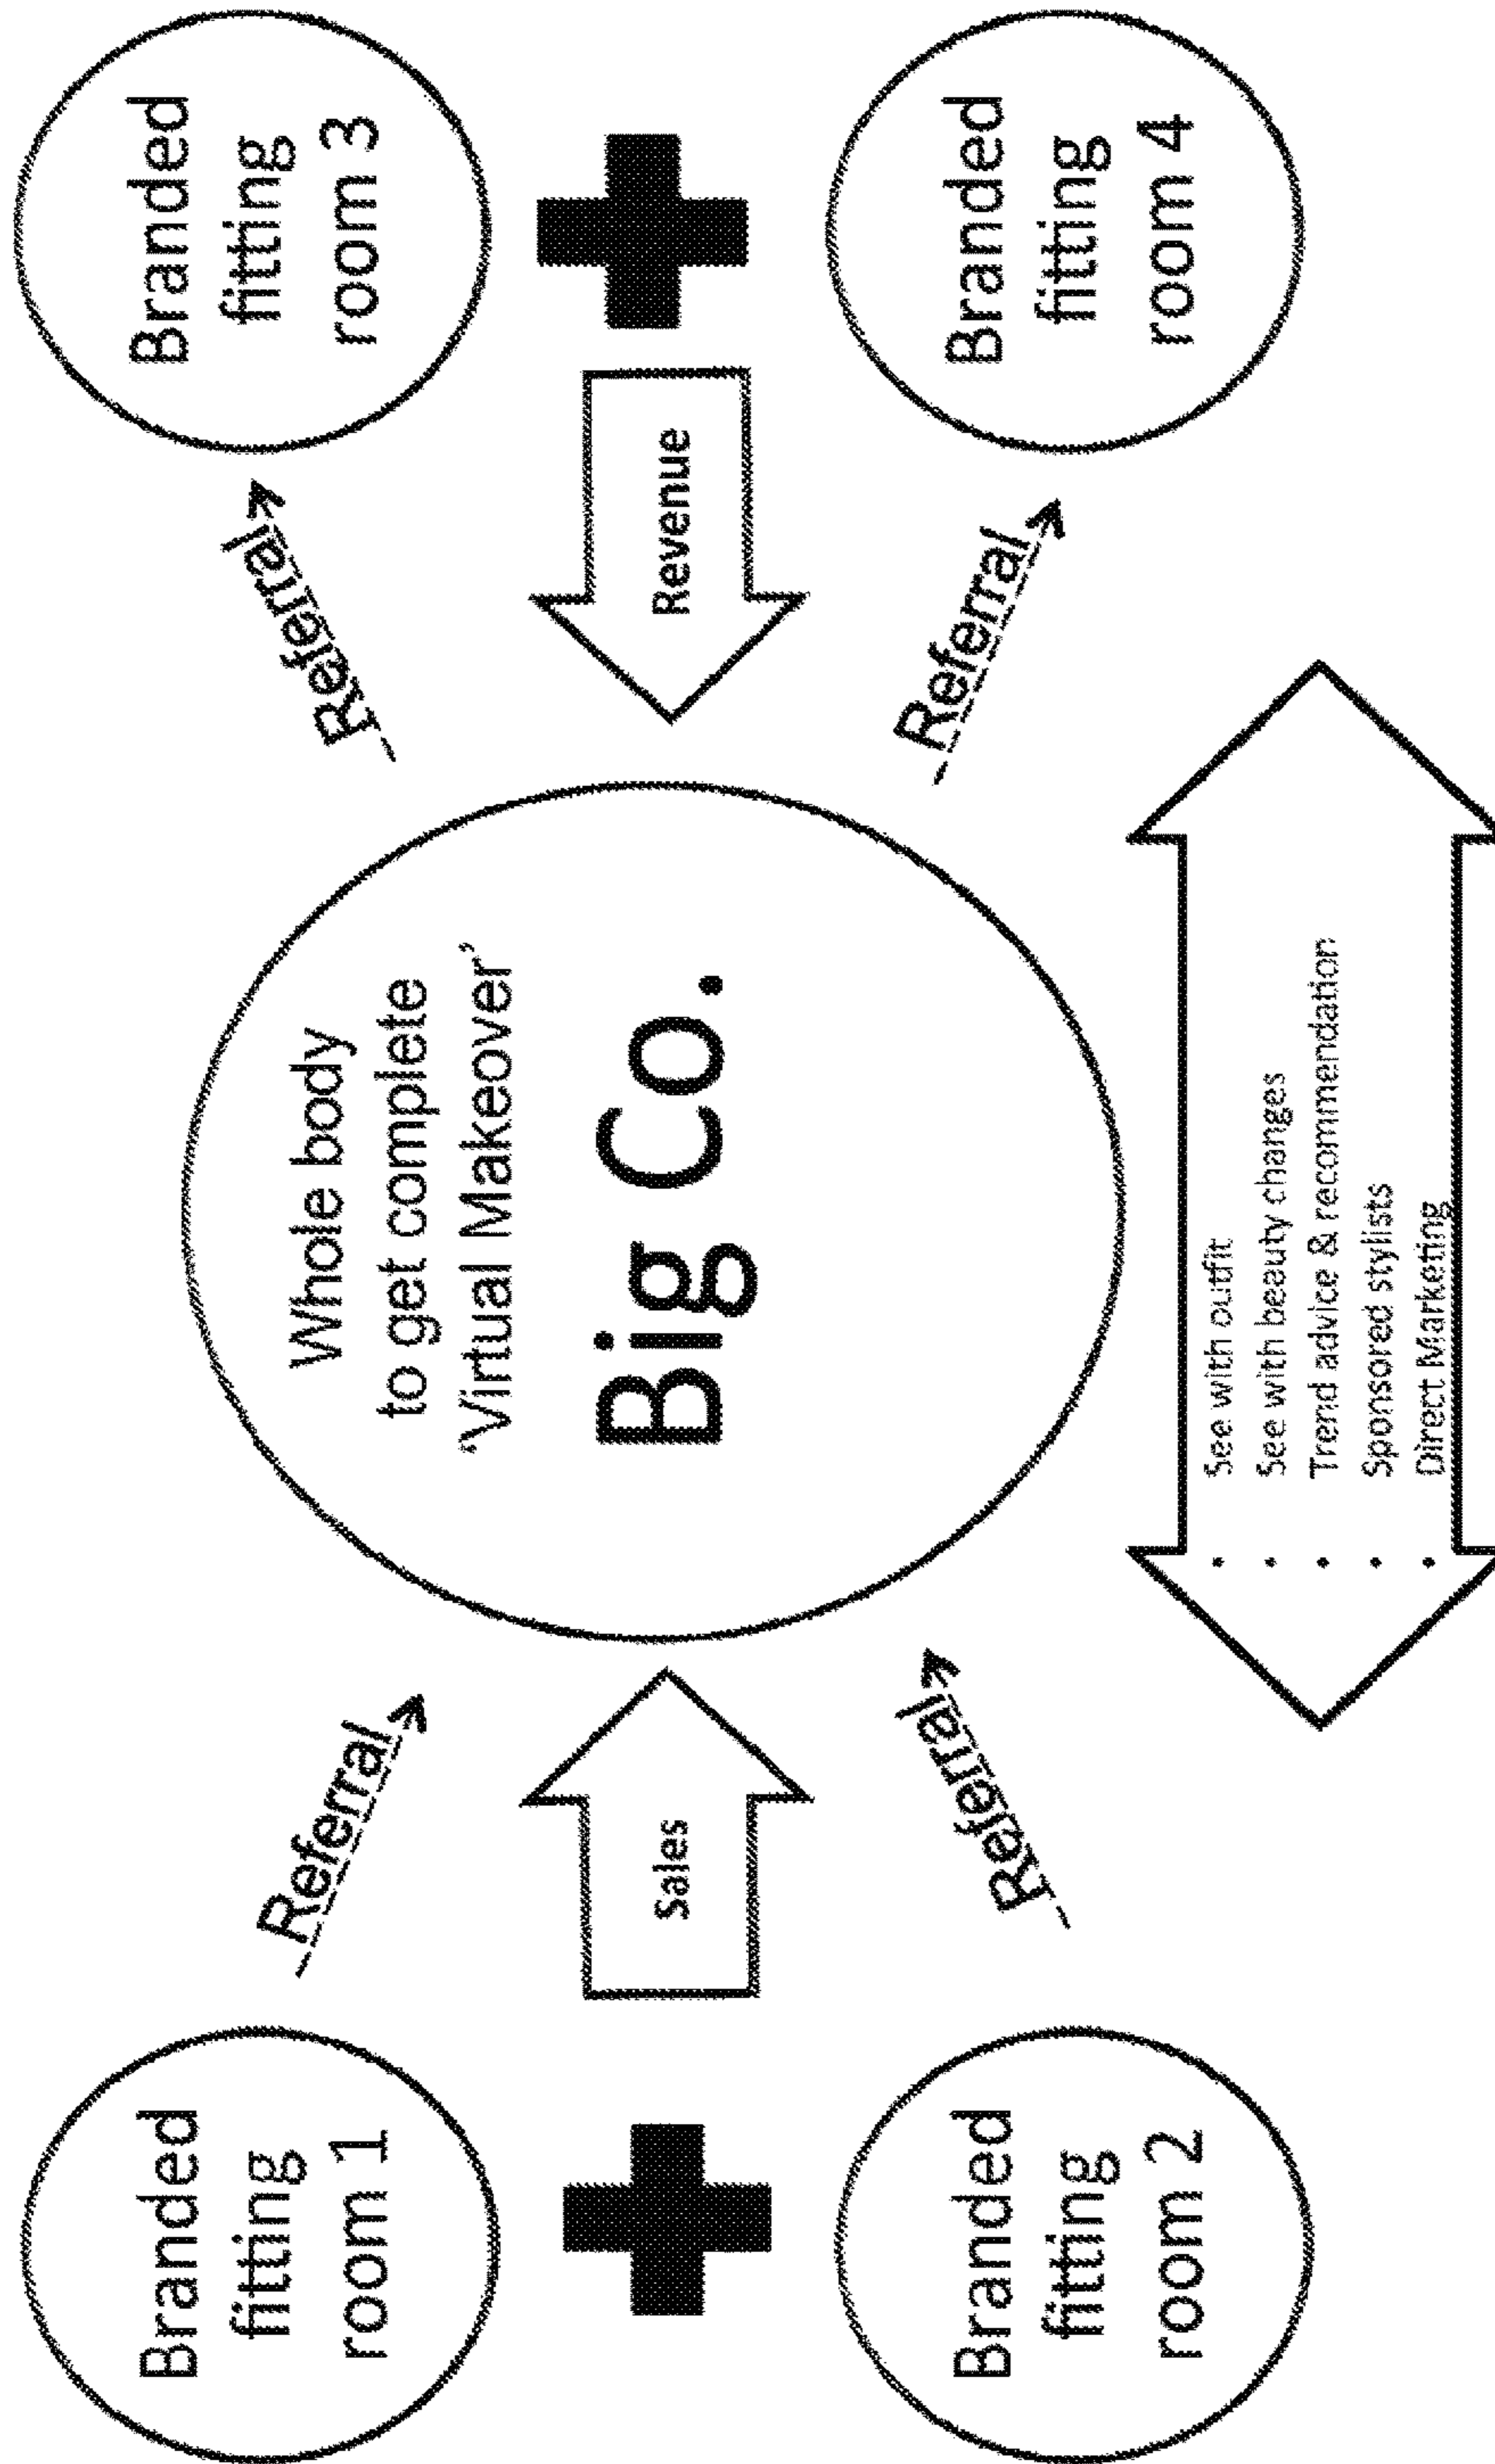 Branded
fitting
room 1
Branded
fitting
room 2
Referral
Sales
Referral
Whole body
to get complete
‘Virtual Makeover’
Big Co.
Referral
Revenue
Referral
Branded
fitting
room 3
Branded
fitting
room 4
• See with outfit
• See with beauty changes
• Trend advice & recommendation
• Sponsored stylists
• Direct Marketing